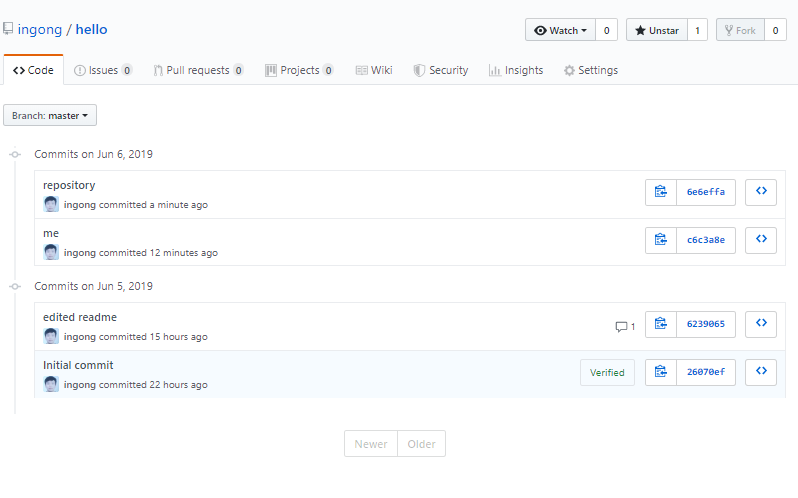 ingong / hello
Watch 0 Unstar 1 Fork 0
Code Issues 0 Pull requests 0 Projects 0 Wiki Security Insights Settings
Branch: master
Commits on Jun 6, 2019
repository
ingong committed a minute ago
6e6effa
me
ingong committed 12 minutes ago
c6c3a8e
Commits on Jun 5, 2019
edited readme
ingong committed 15 hours ago
1 6239065
Initial commit
ingong committed 22 hours ago
Verified 26070ef
Newer Older